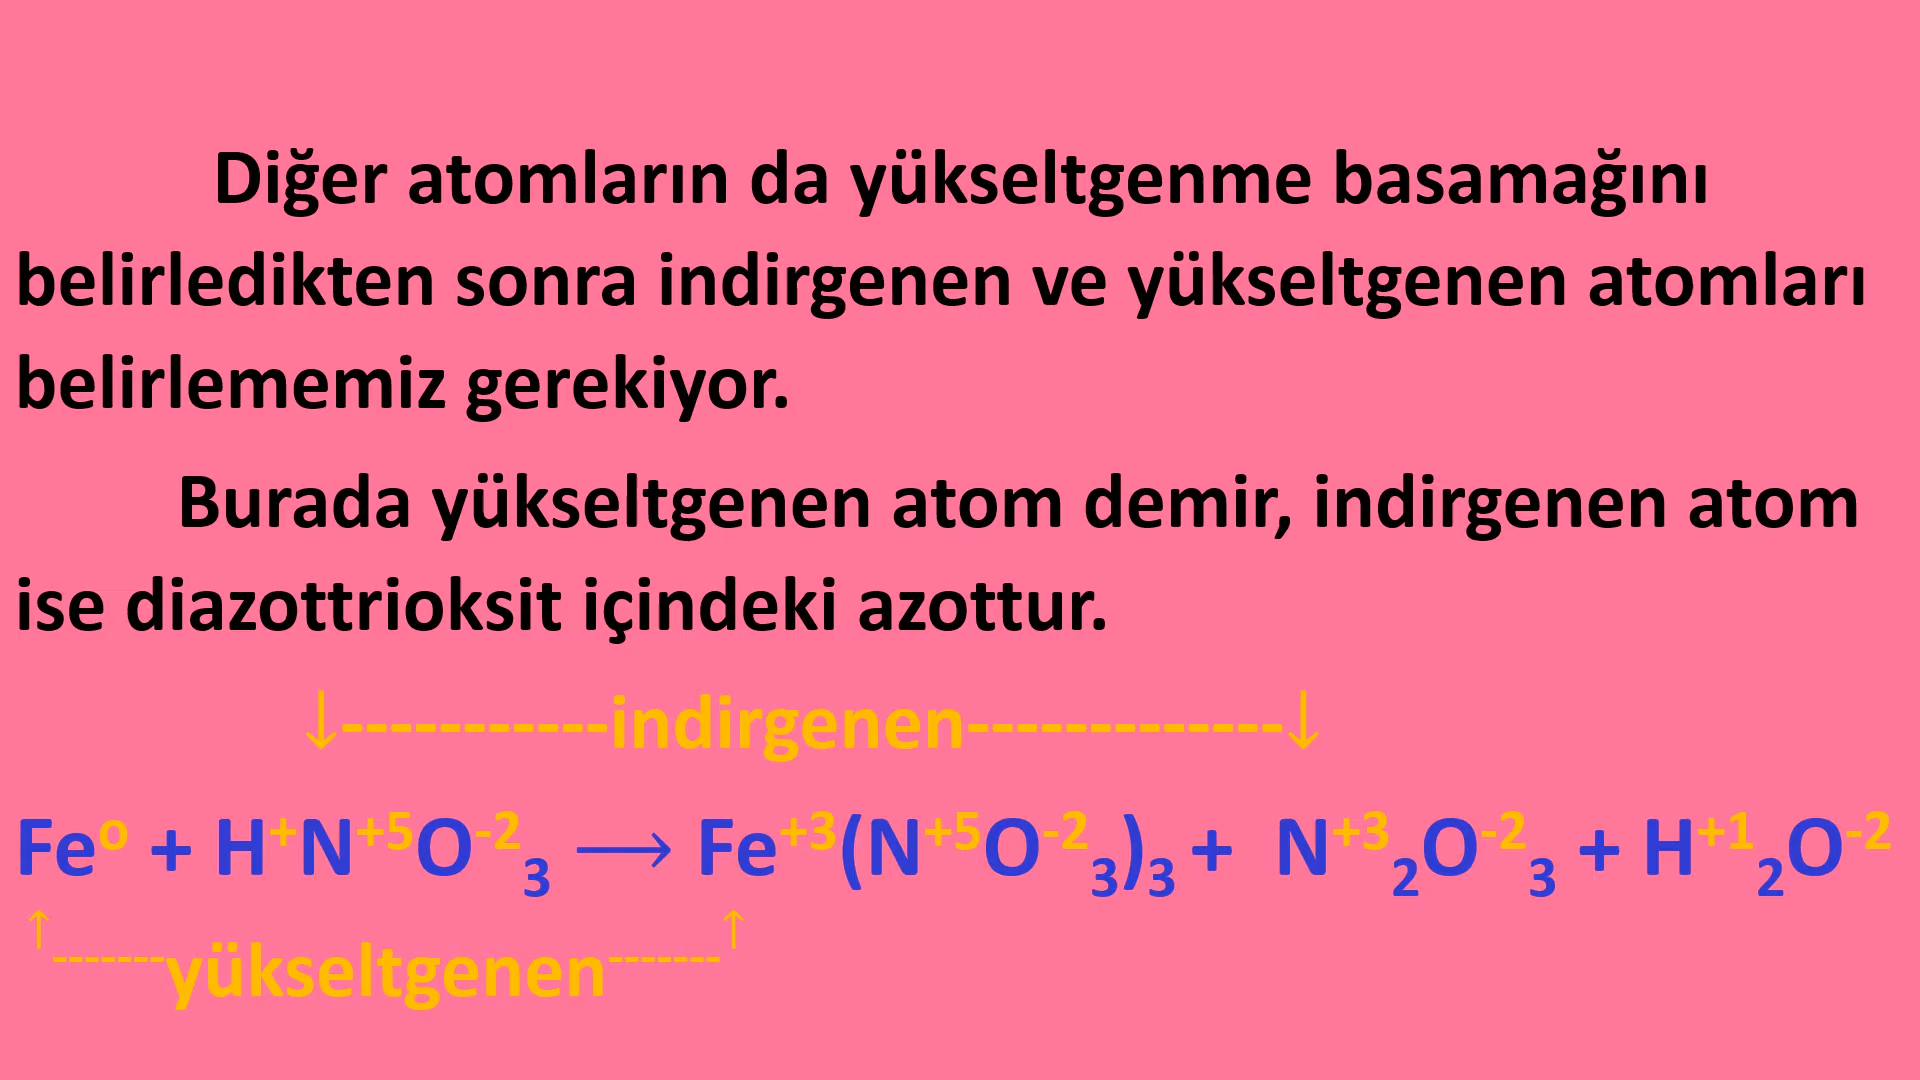 Diğer atomların da yükseltgenme basamağını
belirledikten sonra indirgenen ve yükseltgenen atomları
belirlememiz gerekiyor.
Burada yükseltgenen atom demir, indirgenen atom
ise diazottrioksit içindeki azottur.
↓-----------indirgenen-------------↓
Feᵒ + H⁺N⁺⁵O⁻²₃ ⟶ Fe⁺³(N⁺⁵O⁻²₃)₃ + N⁺³₂O⁻²₃ + H⁺¹₂O⁻²
↑-------yükseltgenen-------↑